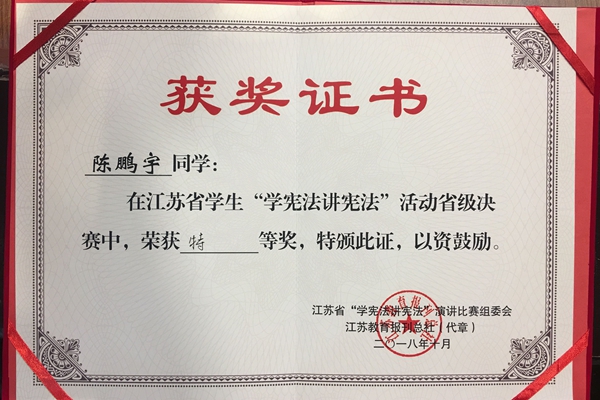 获奖证书
陈鹏宇同学：
在江苏省学生“学宪法讲宪法”活动省级决
赛中，荣获特等奖，特颁此证，以资鼓励。
江苏省“学宪法讲宪法”演讲比赛组委会
江苏教育报刊总社（代章）
二〇一八年十月